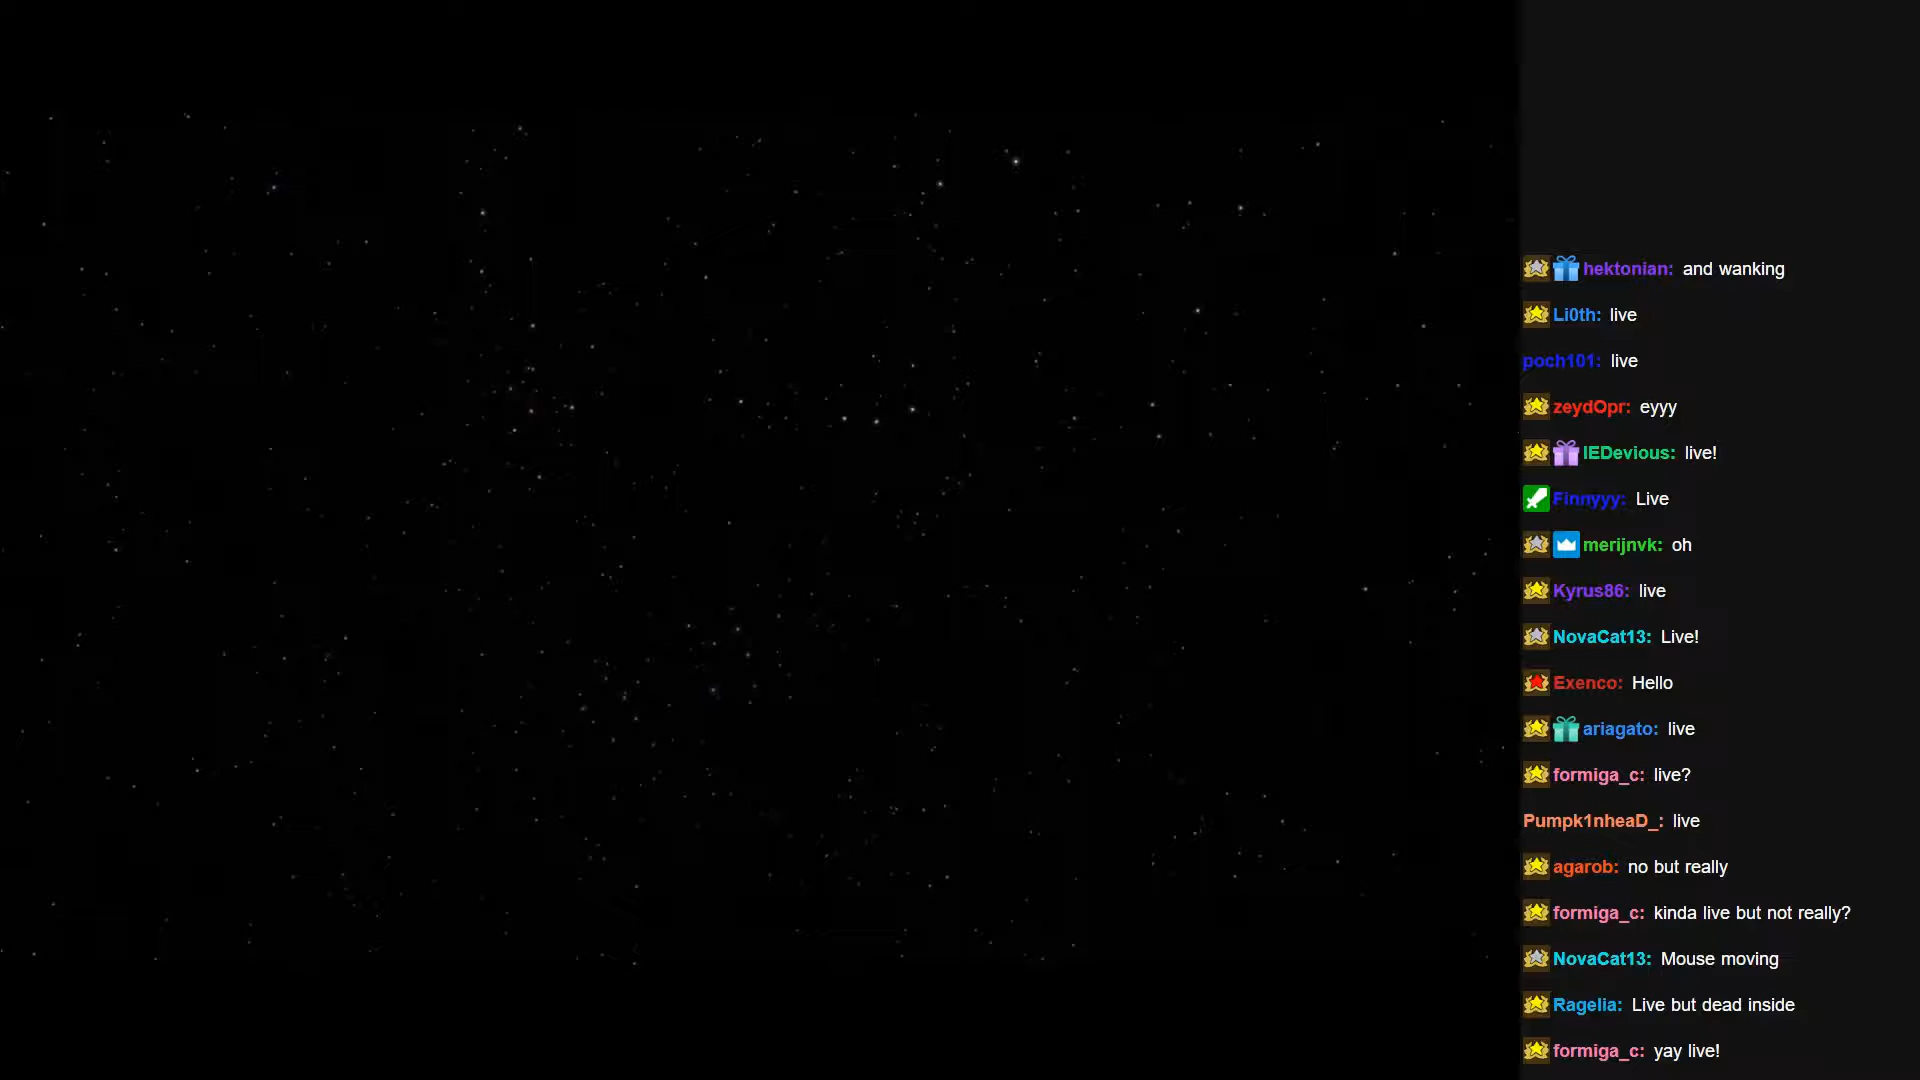 hektonian: and wanking
Li0th: live
poch101: live
zeydOpr: eyyy
IEDevious: live!
Finnyyy: Live
merijnvk: oh
Kyrus86: live
NovaCat13: Live!
Exenco: Hello
ariagato: live
formiga_c: live?
Pumpk1nheaD_: live
agarob: no but really
formiga_c: kinda live but not really?
NovaCat13: Mouse moving
Ragelia: Live but dead inside
formiga_c: yay live!